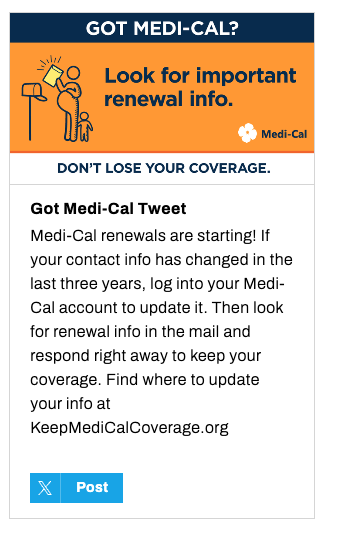 GOT MEDI-CAL?
Look for important
renewal info.
Medi-Cal
DON'T LOSE YOUR COVERAGE.
Got Medi-Cal Tweet
Medi-Cal renewals are starting! If
your contact info has changed in the
last three years, log into your Medi-
Cal account to update it. Then look
for renewal info in the mail and
respond right away to keep your
coverage. Find where to update
your info at
KeepMediCalCoverage.org
X Post